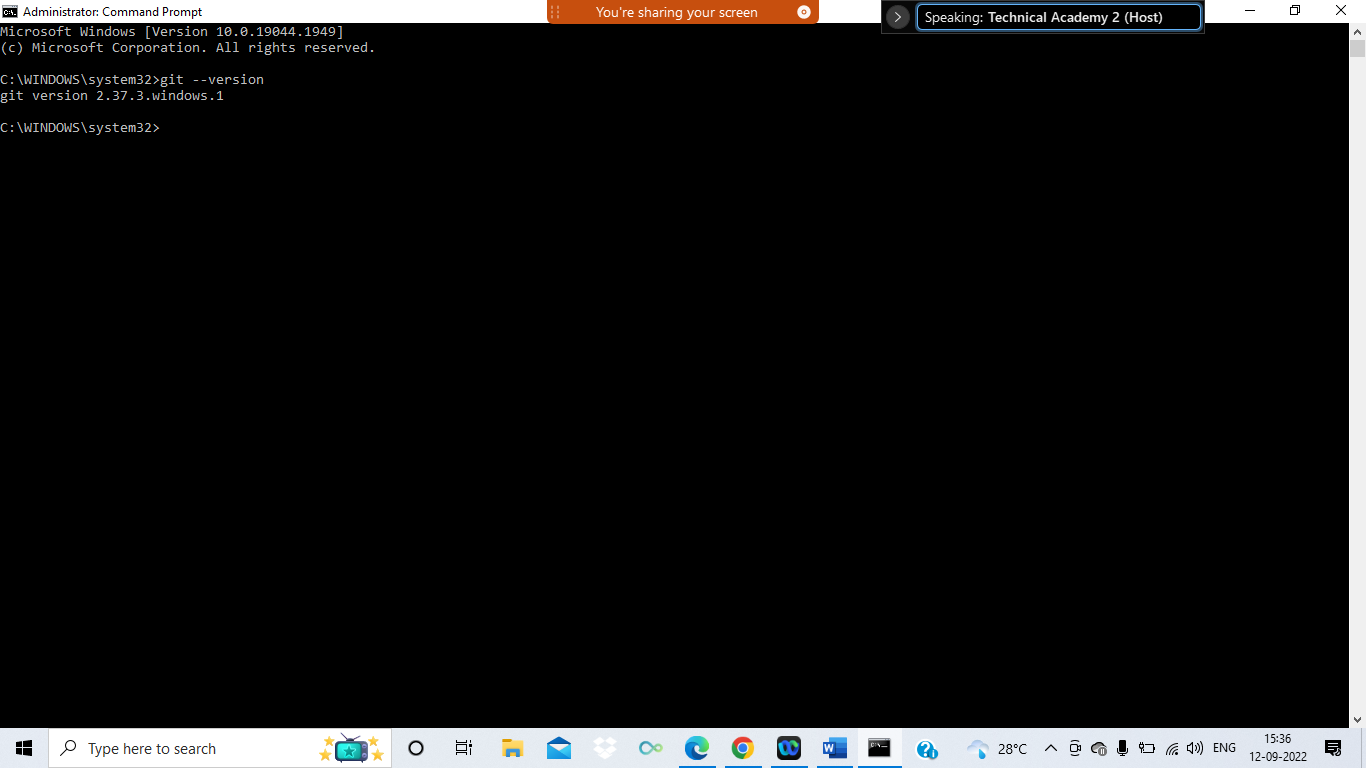 Administrator: Command Prompt
You're sharing your screen
Speaking: Technical Academy 2 (Host)
Microsoft Windows [Version 10.0.19044.1949]
(c) Microsoft Corporation. All rights reserved.
C:\WINDOWS\system32>git --version
git version 2.37.3.windows.1
C:\WINDOWS\system32>
Type here to search
28°C
ENG
15:36
12-09-2022